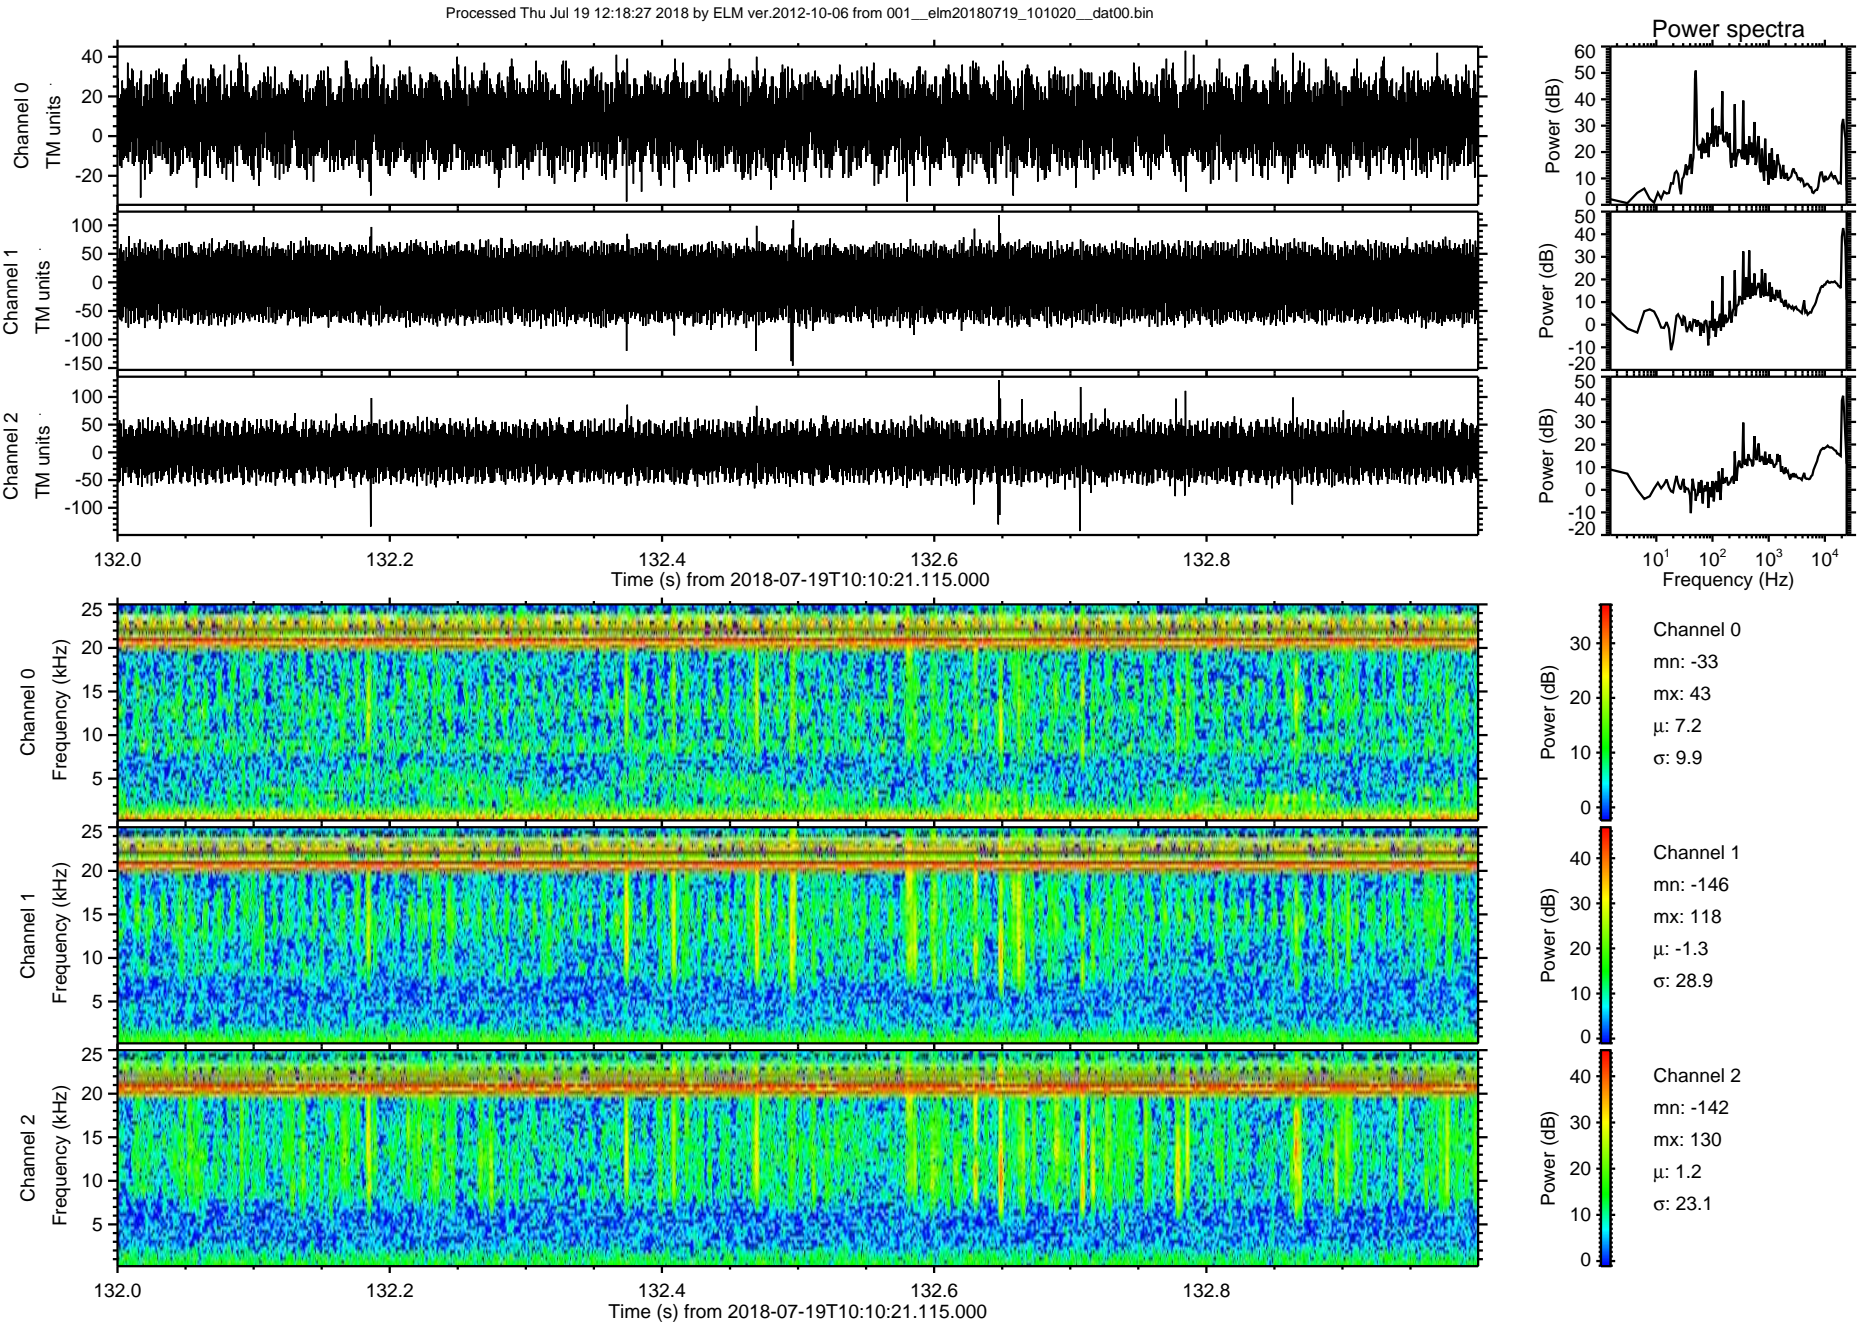 Processed Thu Jul 19 12:18:27 2018 by ELM ver.2012-10-06 from 001__elm20180719_101020__dat00.bin
Power spectra
Channel 0
TM units
40
20
0
-20
Power (dB)
60
50
40
30
20
10
0
Channel 1
TM units
100
50
0
-50
-100
-150
Power (dB)
50
40
30
20
10
0
-10
-20
Channel 2
TM units
100
50
0
-50
-100
Power (dB)
50
40
30
20
10
0
-10
-20
132.0 132.2 132.4 132.6 132.8
Time (s) from 2018-07-19T10:10:21.115.000
10^1 10^2 10^3 10^4
Frequency (Hz)
Channel 0
Frequency (kHz)
25
20
15
10
5
Power (dB)
30
20
10
0
Channel 0
mn: -33
mx: 43
μ: 7.2
σ: 9.9
Channel 1
Frequency (kHz)
25
20
15
10
5
Power (dB)
40
30
20
10
0
Channel 1
mn: -146
mx: 118
μ: -1.3
σ: 28.9
Channel 2
Frequency (kHz)
25
20
15
10
5
Power (dB)
40
30
20
10
0
Channel 2
mn: -142
mx: 130
μ: 1.2
σ: 23.1
132.0 132.2 132.4 132.6 132.8
Time (s) from 2018-07-19T10:10:21.115.000